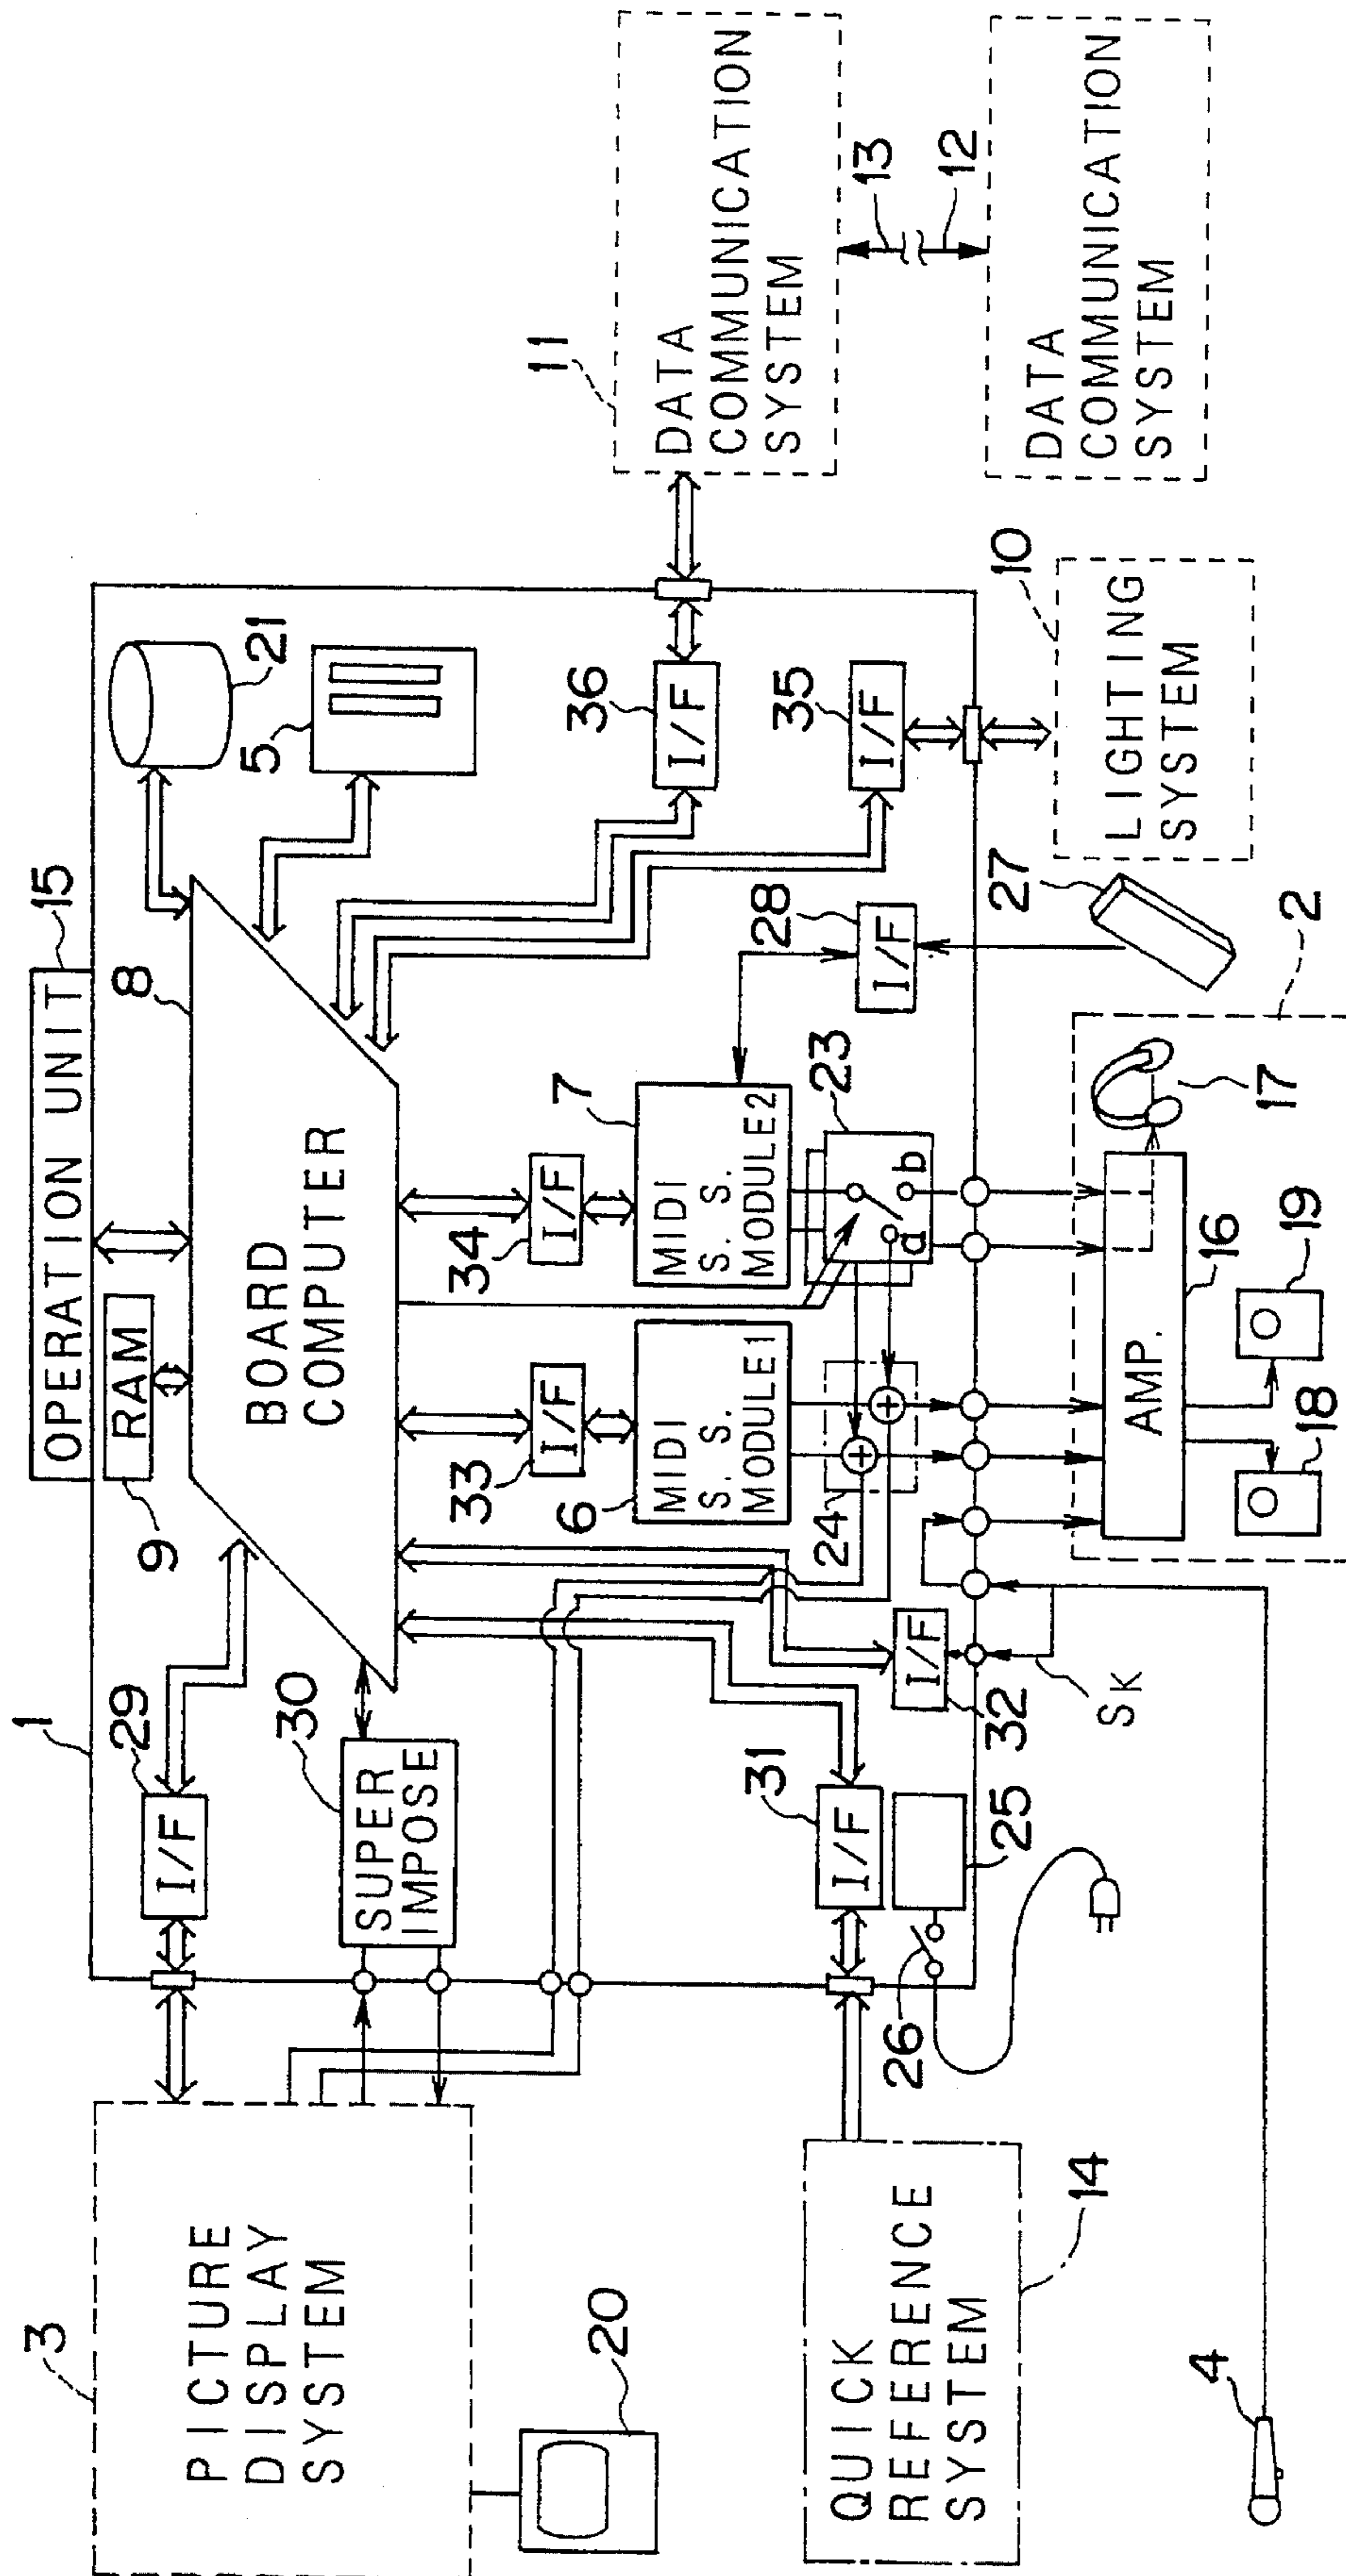 OPERATION UNIT
15
1
RAM
9
8
BOARD
COMPUTER
21
5
29
I/F
3
PICTURE
DISPLAY
SYSTEM
30
SUPER
IMPOSE
20
33
I/F
34
I/F
36
I/F
11
DATA
COMMUNICATION
SYSTEM
13
12
DATA
COMMUNICATION
SYSTEM
6
MIDI
S. S.
MODULE1
7
MIDI
S. S.
MODULE2
28
I/F
35
I/F
10
LIGHTING
SYSTEM
23
a
b
24
31
I/F
25
26
I/F
32
SK
27
QUICK
REFERENCE
SYSTEM
14
2
AMP.
16
17
18
19
4